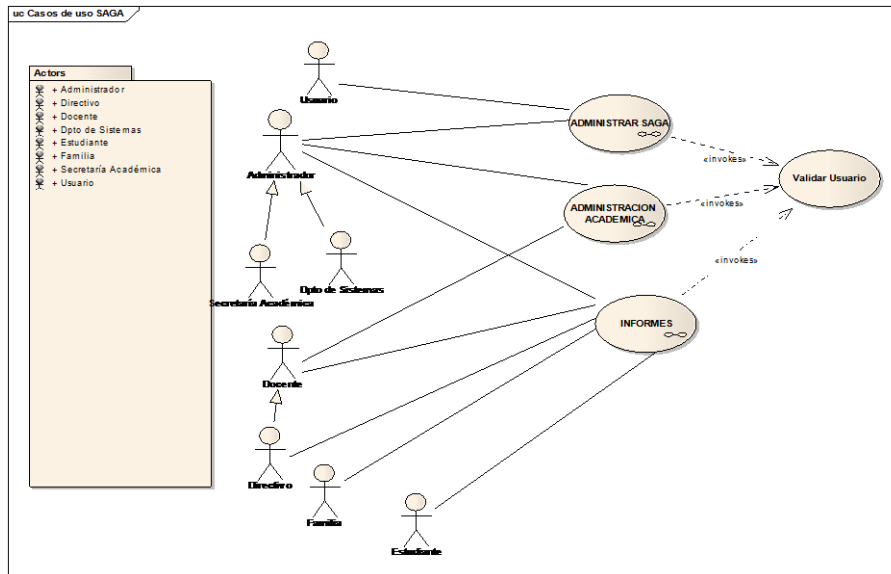 uc Casos de uso SAGA
Actors
+ Administrador
+ Directivo
+ Docente
+ Dpto de Sistemas
+ Estudiante
+ Familia
+ Secretaría Académica
+ Usuario
Usuario
ADMINISTRAR SAGA
«invokes»
Validar Usuario
Administrador
ADMINISTRACION
ACADEMICA
«invokes»
«invokes»
Secretaría Académica
Dpto de Sistemas
INFORMES
Docente
Directivo
Familia
Estudiante